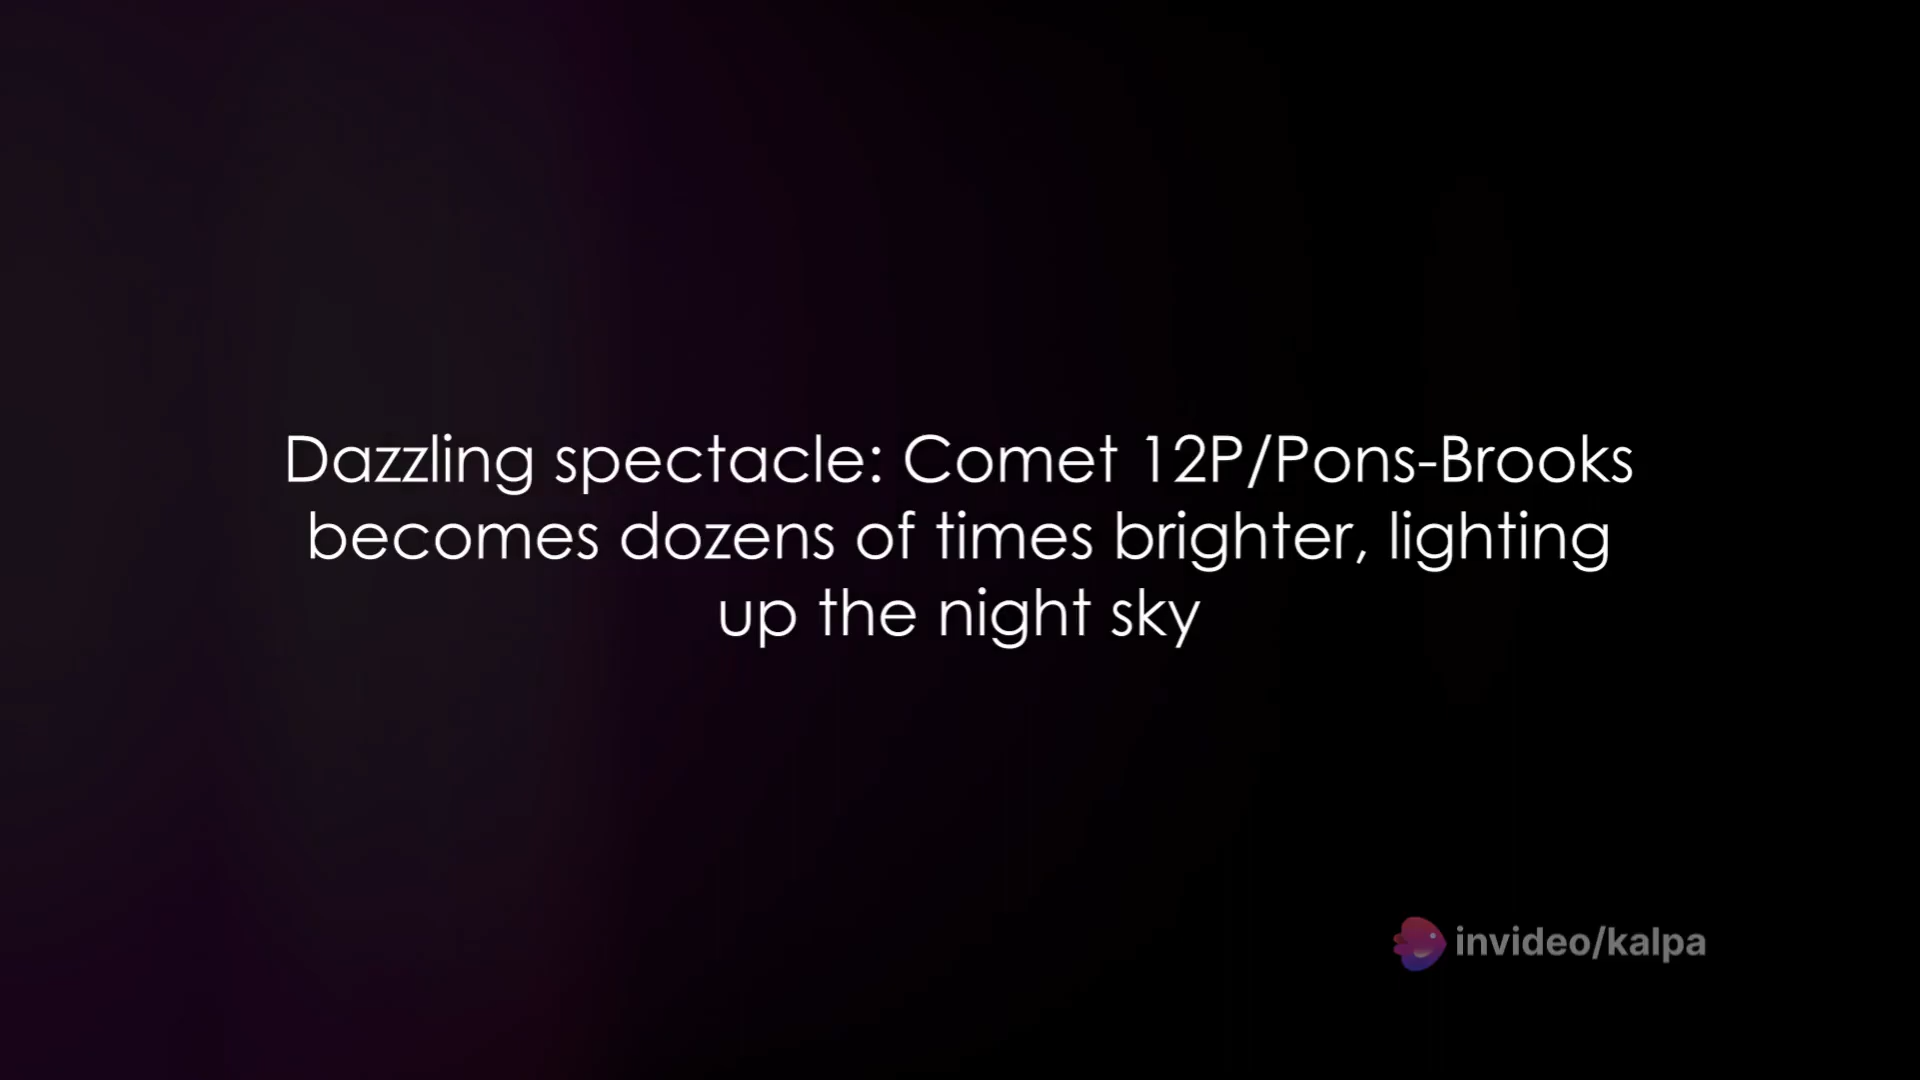 Dazzling spectacle: Comet 12P/Pons-Brooks
becomes dozens of times brighter, lighting
up the night sky
invideo/kalpa